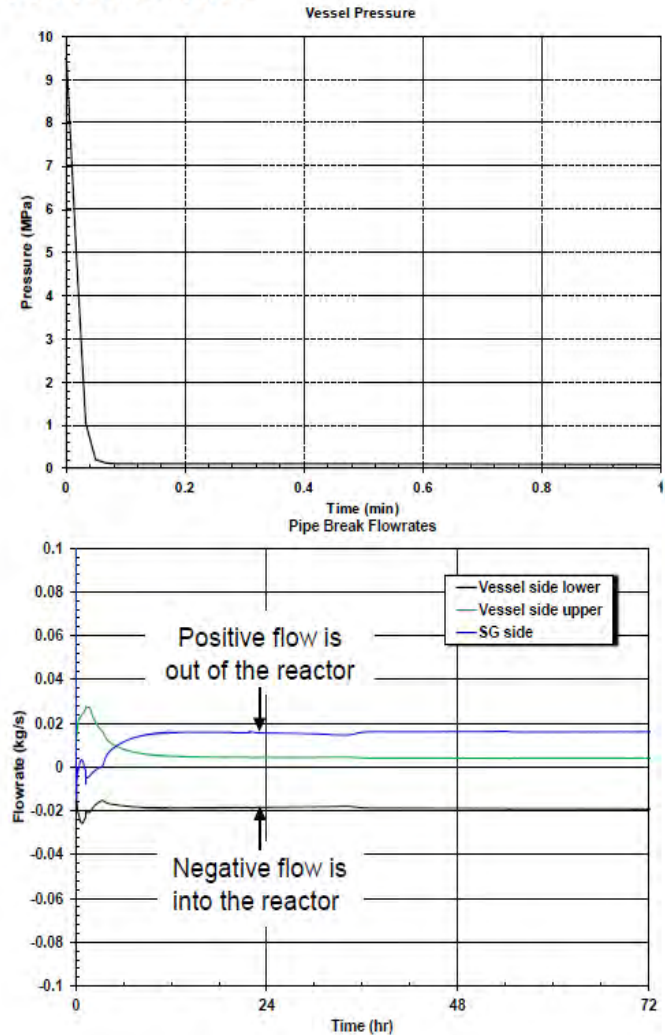 Vessel Pressure
10
9
8
7
6
5
4
3
2
1
0
Pressure (MPa)
0 0.2 0.4 0.6 0.8 1
Time (min)
Pipe Break Flowrates
0.1
0.08
0.06
0.04
0.02
0
-0.02
-0.04
-0.06
-0.08
-0.1
Flowrate (kg/s)
Vessel side lower
Vessel side upper
SG side
Positive flow is
out of the reactor
Negative flow is
into the reactor
0 24 48 72
Time (hr)